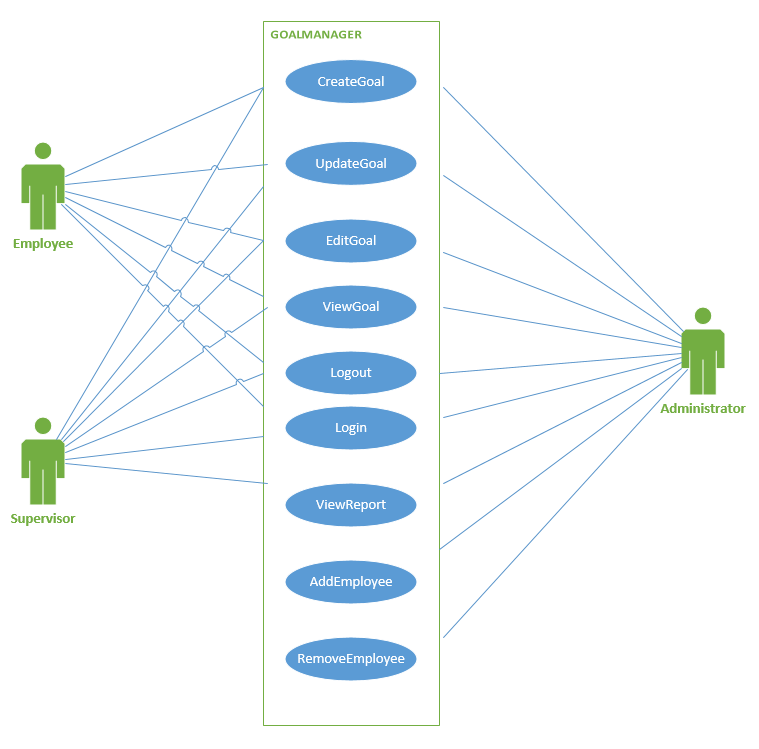 GOALMANAGER
CreateGoal
UpdateGoal
Employee
EditGoal
ViewGoal
Logout
Administrator
Login
ViewReport
Supervisor
AddEmployee
RemoveEmployee